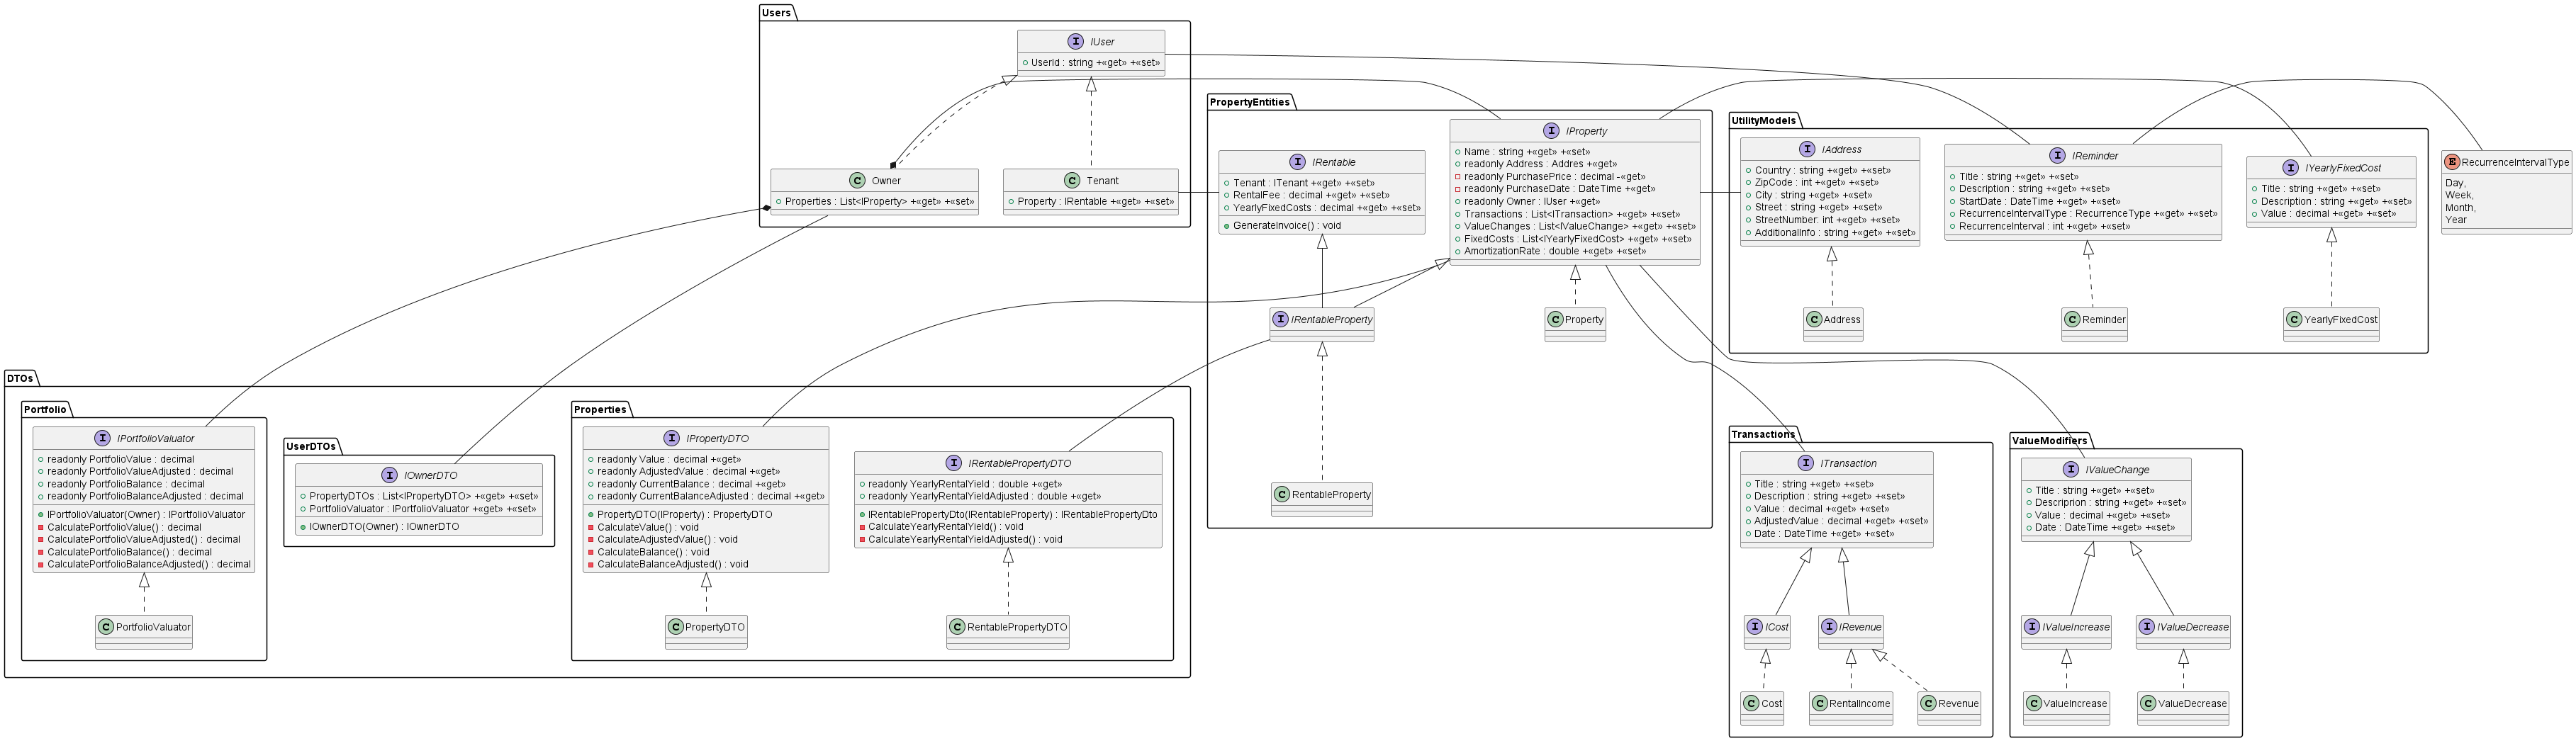 Users
IUser
UserId : string +«get» +«set»
Owner
Properties : List<IProperty> +«get» +«set»
Tenant
Property : IRentable +«get» +«set»
PropertyEntities
IRentable
Tenant : ITenant +«get» +«set»
RentalFee : decimal +«get» +«set»
YearlyFixedCosts : decimal +«get» +«set»
GenerateInvoice() : void
IProperty
Name : string +«get» +«set»
readonly Address : Addres +«get»
readonly PurchasePrice : decimal -«get»
readonly PurchaseDate : DateTime +«get»
readonly Owner : IUser +«get»
Transactions : List<ITransaction> +«get» +«set»
ValueChanges : List<IValueChange> +«get» +«set»
FixedCosts : List<IYearlyFixedCost> +«get» +«set»
AmortizationRate : double +«get» +«set»
IRentableProperty
Property
RentableProperty
UtilityModels
IAddress
Country : string +«get» +«set»
ZipCode : int +«get» +«set»
City : string +«get» +«set»
Street : string +«get» +«set»
StreetNumber: int +«get» +«set»
AdditionalInfo : string +«get» +«set»
IReminder
Title : string +«get» +«set»
Description : string +«get» +«set»
StartDate : DateTime +«get» +«set»
RecurrenceIntervalType : RecurrenceType +«get» +«set»
RecurrenceInterval : int +«get» +«set»
IYearlyFixedCost
Title : string +«get» +«set»
Description : string +«get» +«set»
Value : decimal +«get» +«set»
Address
Reminder
YearlyFixedCost
RecurrenceIntervalType
Day,
Week,
Month,
Year
DTOs
Portfolio
IPortfolioValuator
readonly PortfolioValue : decimal
readonly PortfolioValueAdjusted : decimal
readonly PortfolioBalance : decimal
readonly PortfolioBalanceAdjusted : decimal
IPortfolioValuator(Owner) : IPortfolioValuator
CalculatePortfolioValue() : decimal
CalculatePortfolioValueAdjusted() : decimal
CalculatePortfolioBalance() : decimal
CalculatePortfolioBalanceAdjusted() : decimal
PortfolioValuator
UserDTOs
IOwnerDTO
PropertyDTOs : List<IPropertyDTO> +«get» +«set»
PortfolioValuator : IPortfolioValuator +«get» +«set»
IOwnerDTO(Owner) : IOwnerDTO
Properties
IPropertyDTO
readonly Value : decimal +«get»
readonly AdjustedValue : decimal +«get»
readonly CurrentBalance : decimal +«get»
readonly CurrentBalanceAdjusted : decimal +«get»
PropertyDTO(IProperty) : PropertyDTO
CalculateValue() : void
CalculateAdjustedValue() : void
CalculateBalance() : void
CalculateBalanceAdjusted() : void
PropertyDTO
IRentablePropertyDTO
readonly YearlyRentalYield : double +«get»
readonly YearlyRentalYieldAdjusted : double +«get»
IRentablePropertyDto(IRentableProperty) : IRentablePropertyDto
CalculateYearlyRentalYield() : void
CalculateYearlyRentalYieldAdjusted() : void
RentablePropertyDTO
Transactions
ITransaction
Title : string +«get» +«set»
Description : string +«get» +«set»
Value : decimal +«get» +«set»
AdjustedValue : decimal +«get» +«set»
Date : DateTime +«get» +«set»
ICost
IRevenue
Cost
RentalIncome
Revenue
ValueModifiers
IValueChange
Title : string +«get» +«set»
Descriprion : string +«get» +«set»
Value : decimal +«get» +«set»
Date : DateTime +«get» +«set»
IValueIncrease
IValueDecrease
ValueIncrease
ValueDecrease